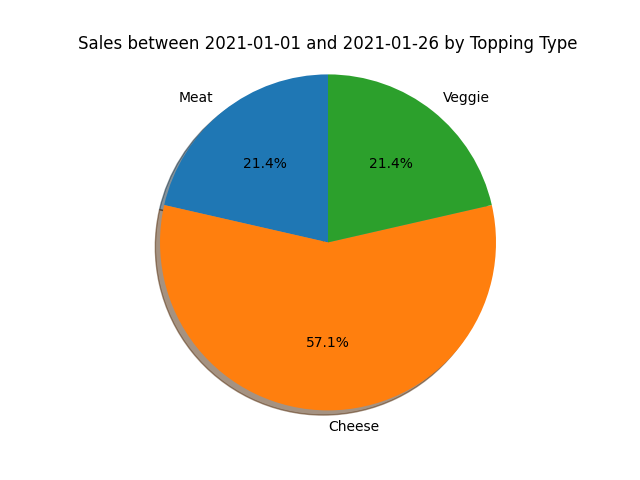 Sales between 2021-01-01 and 2021-01-26 by Topping Type
Meat
Veggie
21.4%
21.4%
57.1%
Cheese